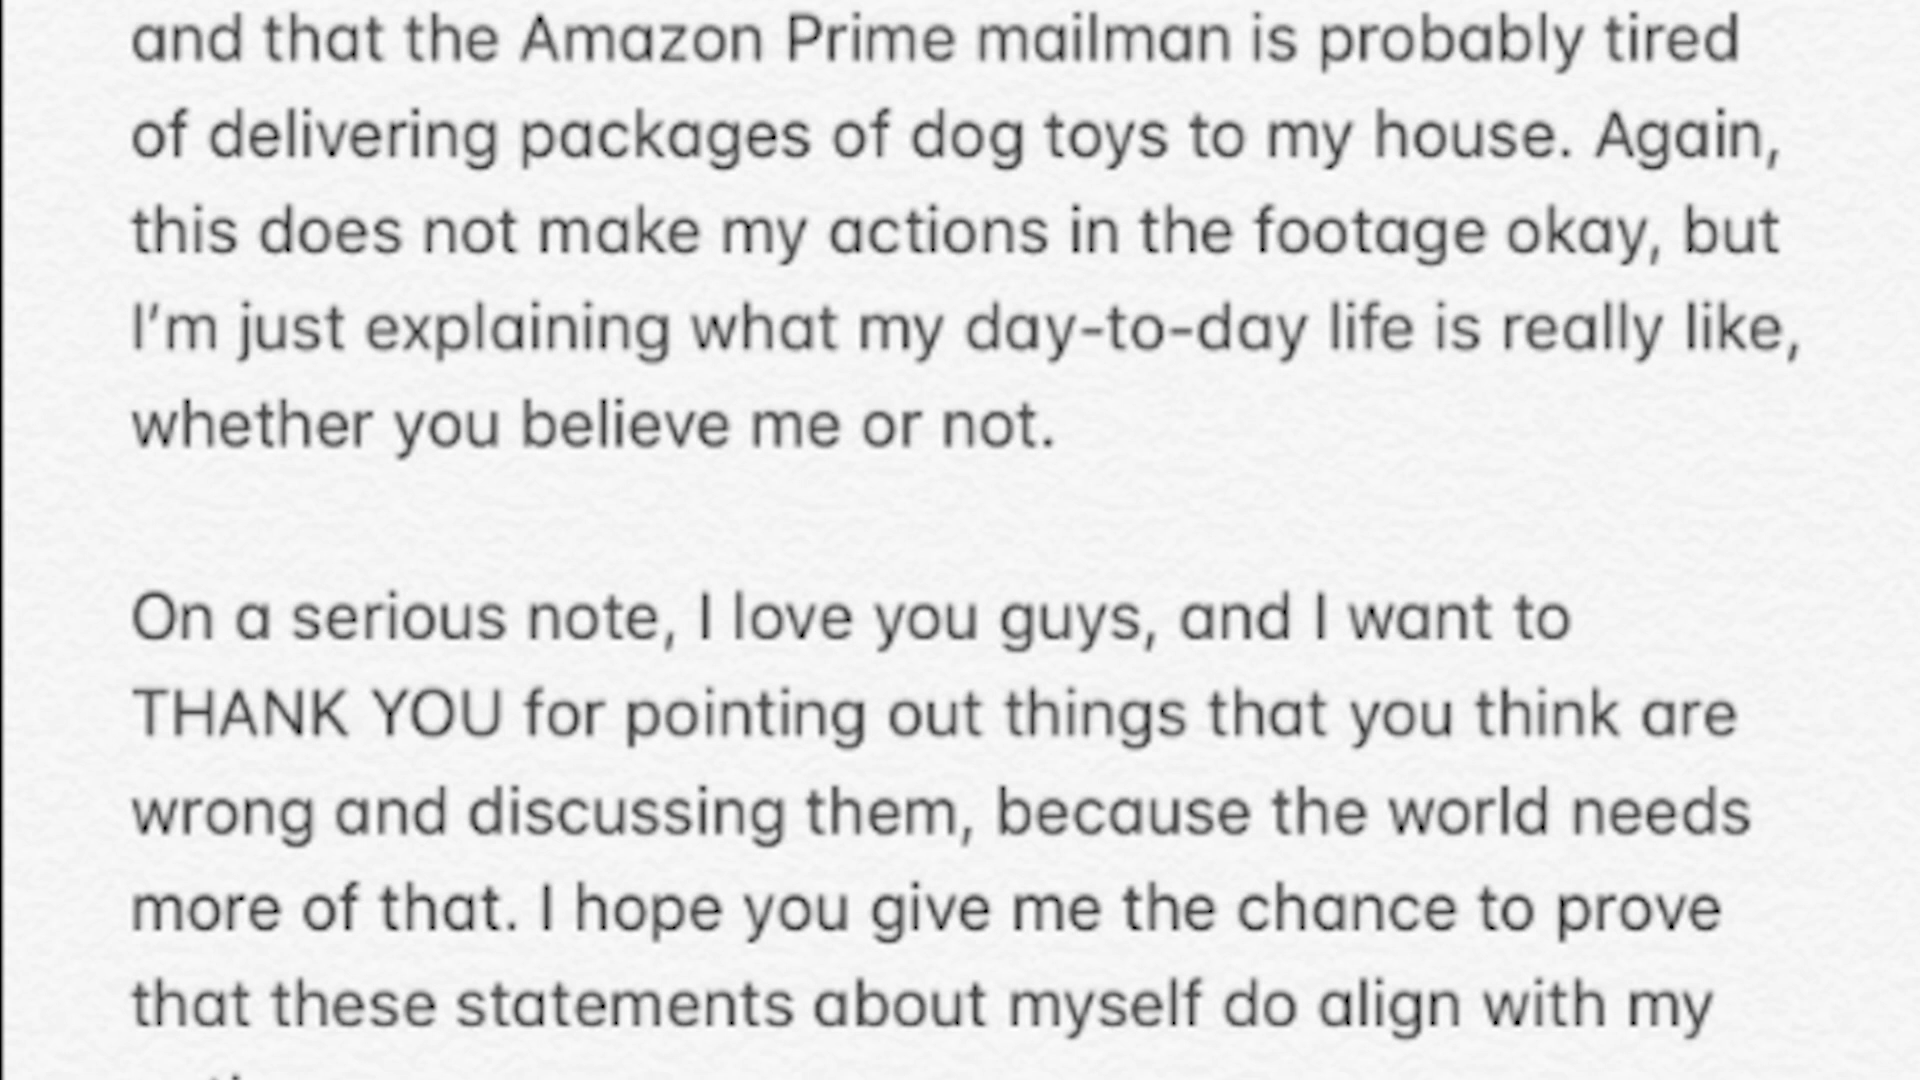 and that the Amazon Prime mailman is probably tired
of delivering packages of dog toys to my house. Again,
this does not make my actions in the footage okay, but
I’m just explaining what my day-to-day life is really like,
whether you believe me or not.
On a serious note, I love you guys, and I want to
THANK YOU for pointing out things that you think are
wrong and discussing them, because the world needs
more of that. I hope you give me the chance to prove
that these statements about myself do align with my